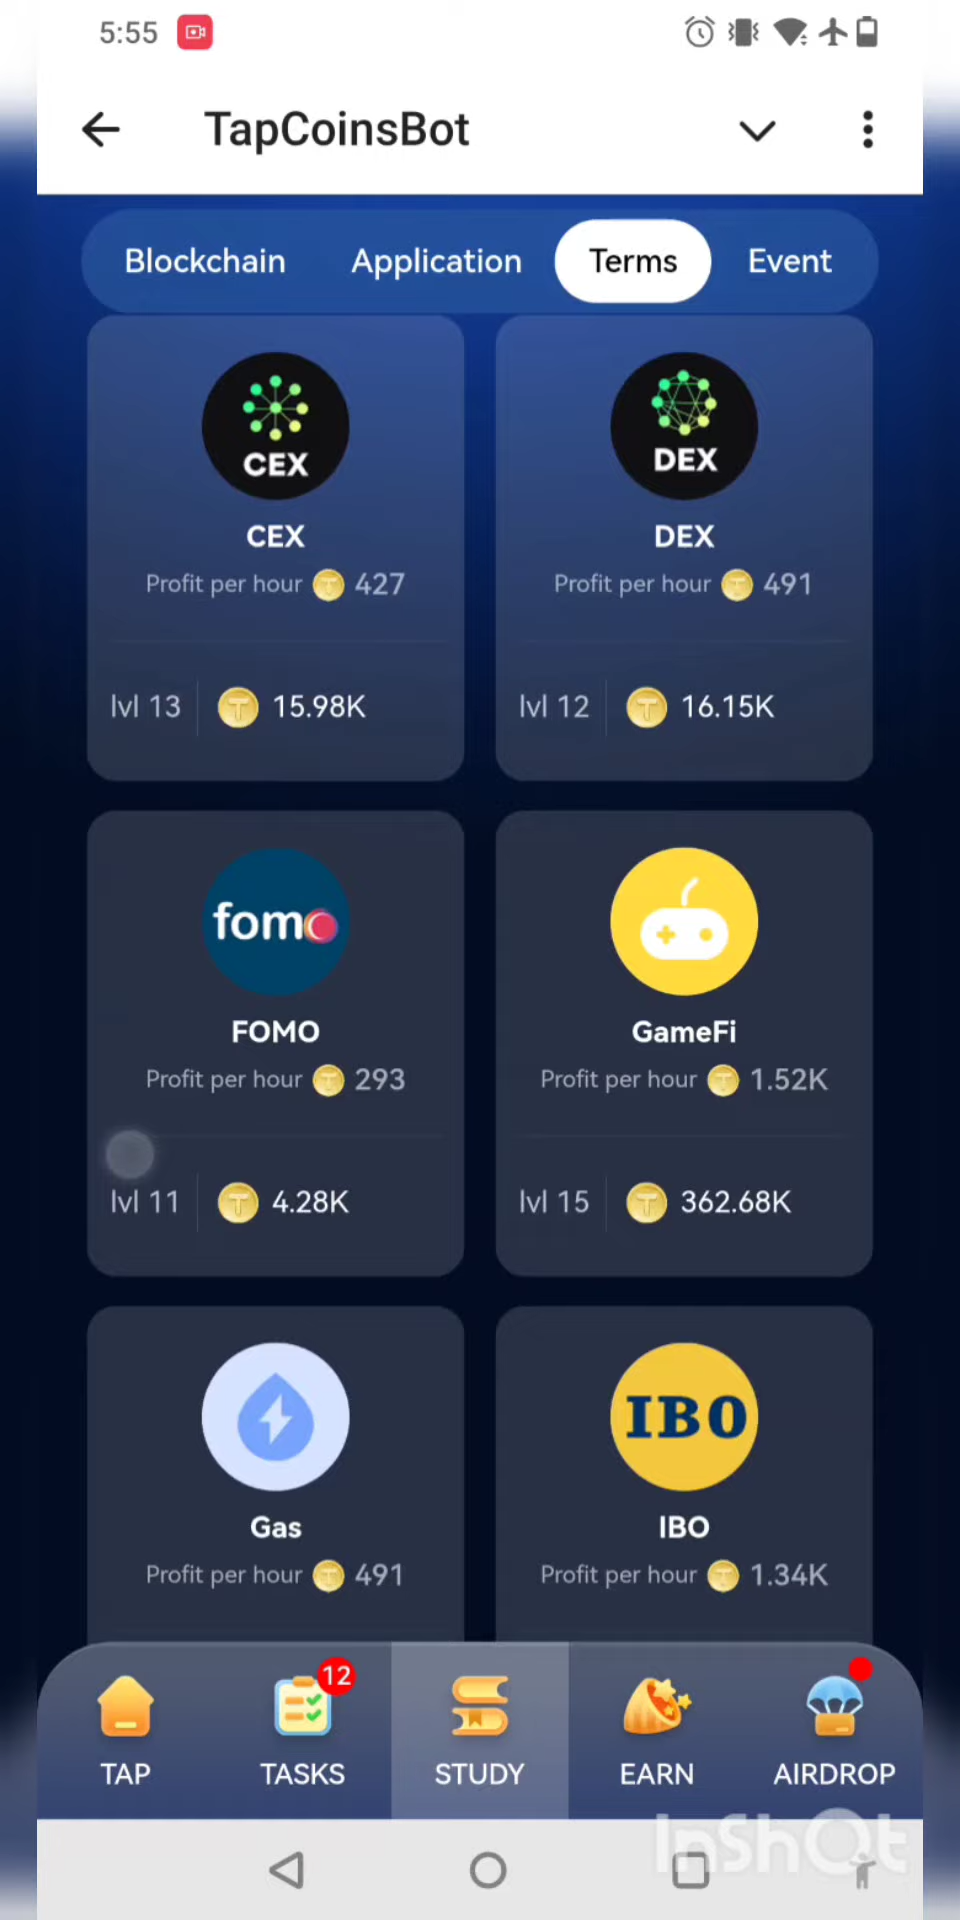 5:55
TapCoinsBot
Blockchain Application Terms Event
CEX DEX
CEX DEX
Profit per hour 427 Profit per hour 491
lvl 13 15.98K lvl 12 16.15K
fomo
FOMO GameFi
Profit per hour 293 Profit per hour 1.52K
lvl 11 4.28K lvl 15 362.68K
IBO
Gas IBO
Profit per hour 491 Profit per hour 1.34K
12
TAP TASKS STUDY EARN AIRDROP
InShOt